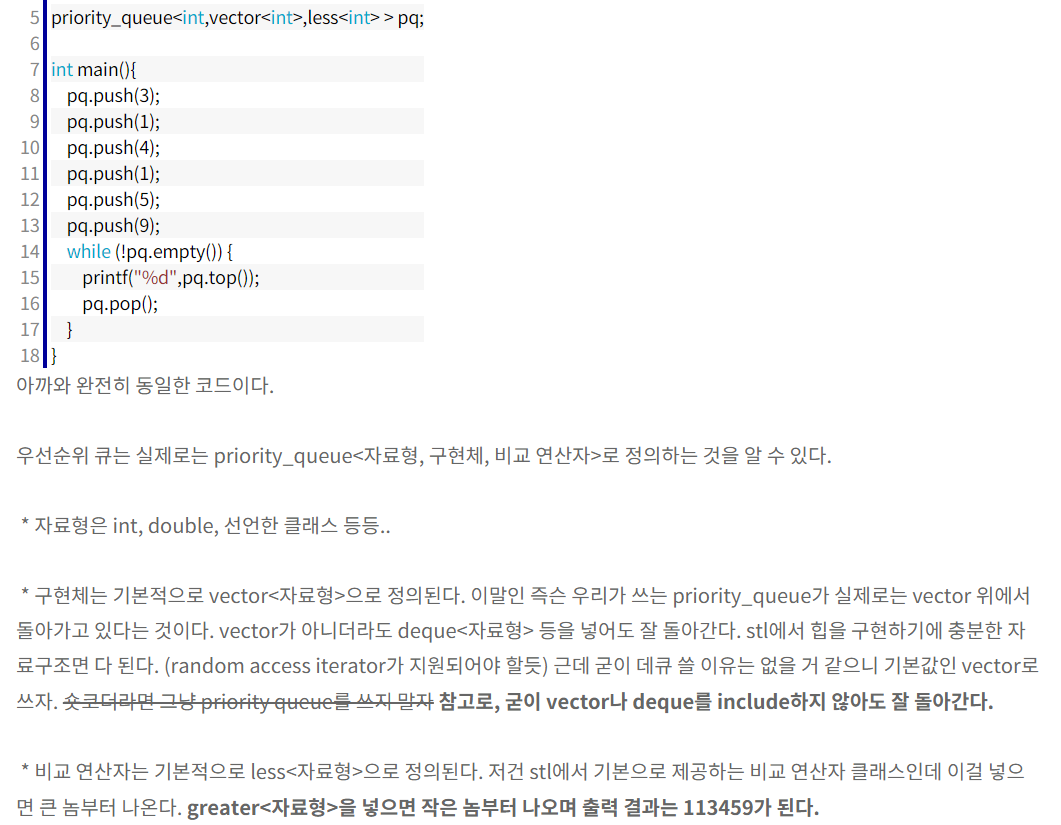 5 priority_queue<int,vector<int>,less<int> > pq;
6
7 int main(){
8 pq.push(3);
9 pq.push(1);
10 pq.push(4);
11 pq.push(1);
12 pq.push(5);
13 pq.push(9);
14 while (!pq.empty()) {
15 printf("%d",pq.top());
16 pq.pop();
17 }
18 }
아까와 완전히 동일한 코드이다.
우선순위 큐는 실제로는 priority_queue<자료형, 구현체, 비교 연산자>로 정의하는 것을 알 수 있다.
* 자료형은 int, double, 선언한 클래스 등등..
* 구현체는 기본적으로 vector<자료형>으로 정의된다. 이말인 즉슨 우리가 쓰는 priority_queue가 실제로는 vector 위에서
돌아가고 있다는 것이다. vector가 아니더라도 deque<자료형> 등을 넣어도 잘 돌아간다. stl에서 힙을 구현하기에 충분한 자
료구조면 다 된다. (random access iterator가 지원되어야 할듯) 근데 굳이 데큐 쓸 이유는 없을 거 같으니 기본값인 vector로
쓰자. 숏코더라면 그냥 priority queue를 쓰지 말자 참고로, 굳이 vector나 deque를 include하지 않아도 잘 돌아간다.
* 비교 연산자는 기본적으로 less<자료형>으로 정의된다. 저건 stl에서 기본으로 제공하는 비교 연산자 클래스인데 이걸 넣으
면 큰 놈부터 나온다. greater<자료형>을 넣으면 작은 놈부터 나오며 출력 결과는 113459가 된다.